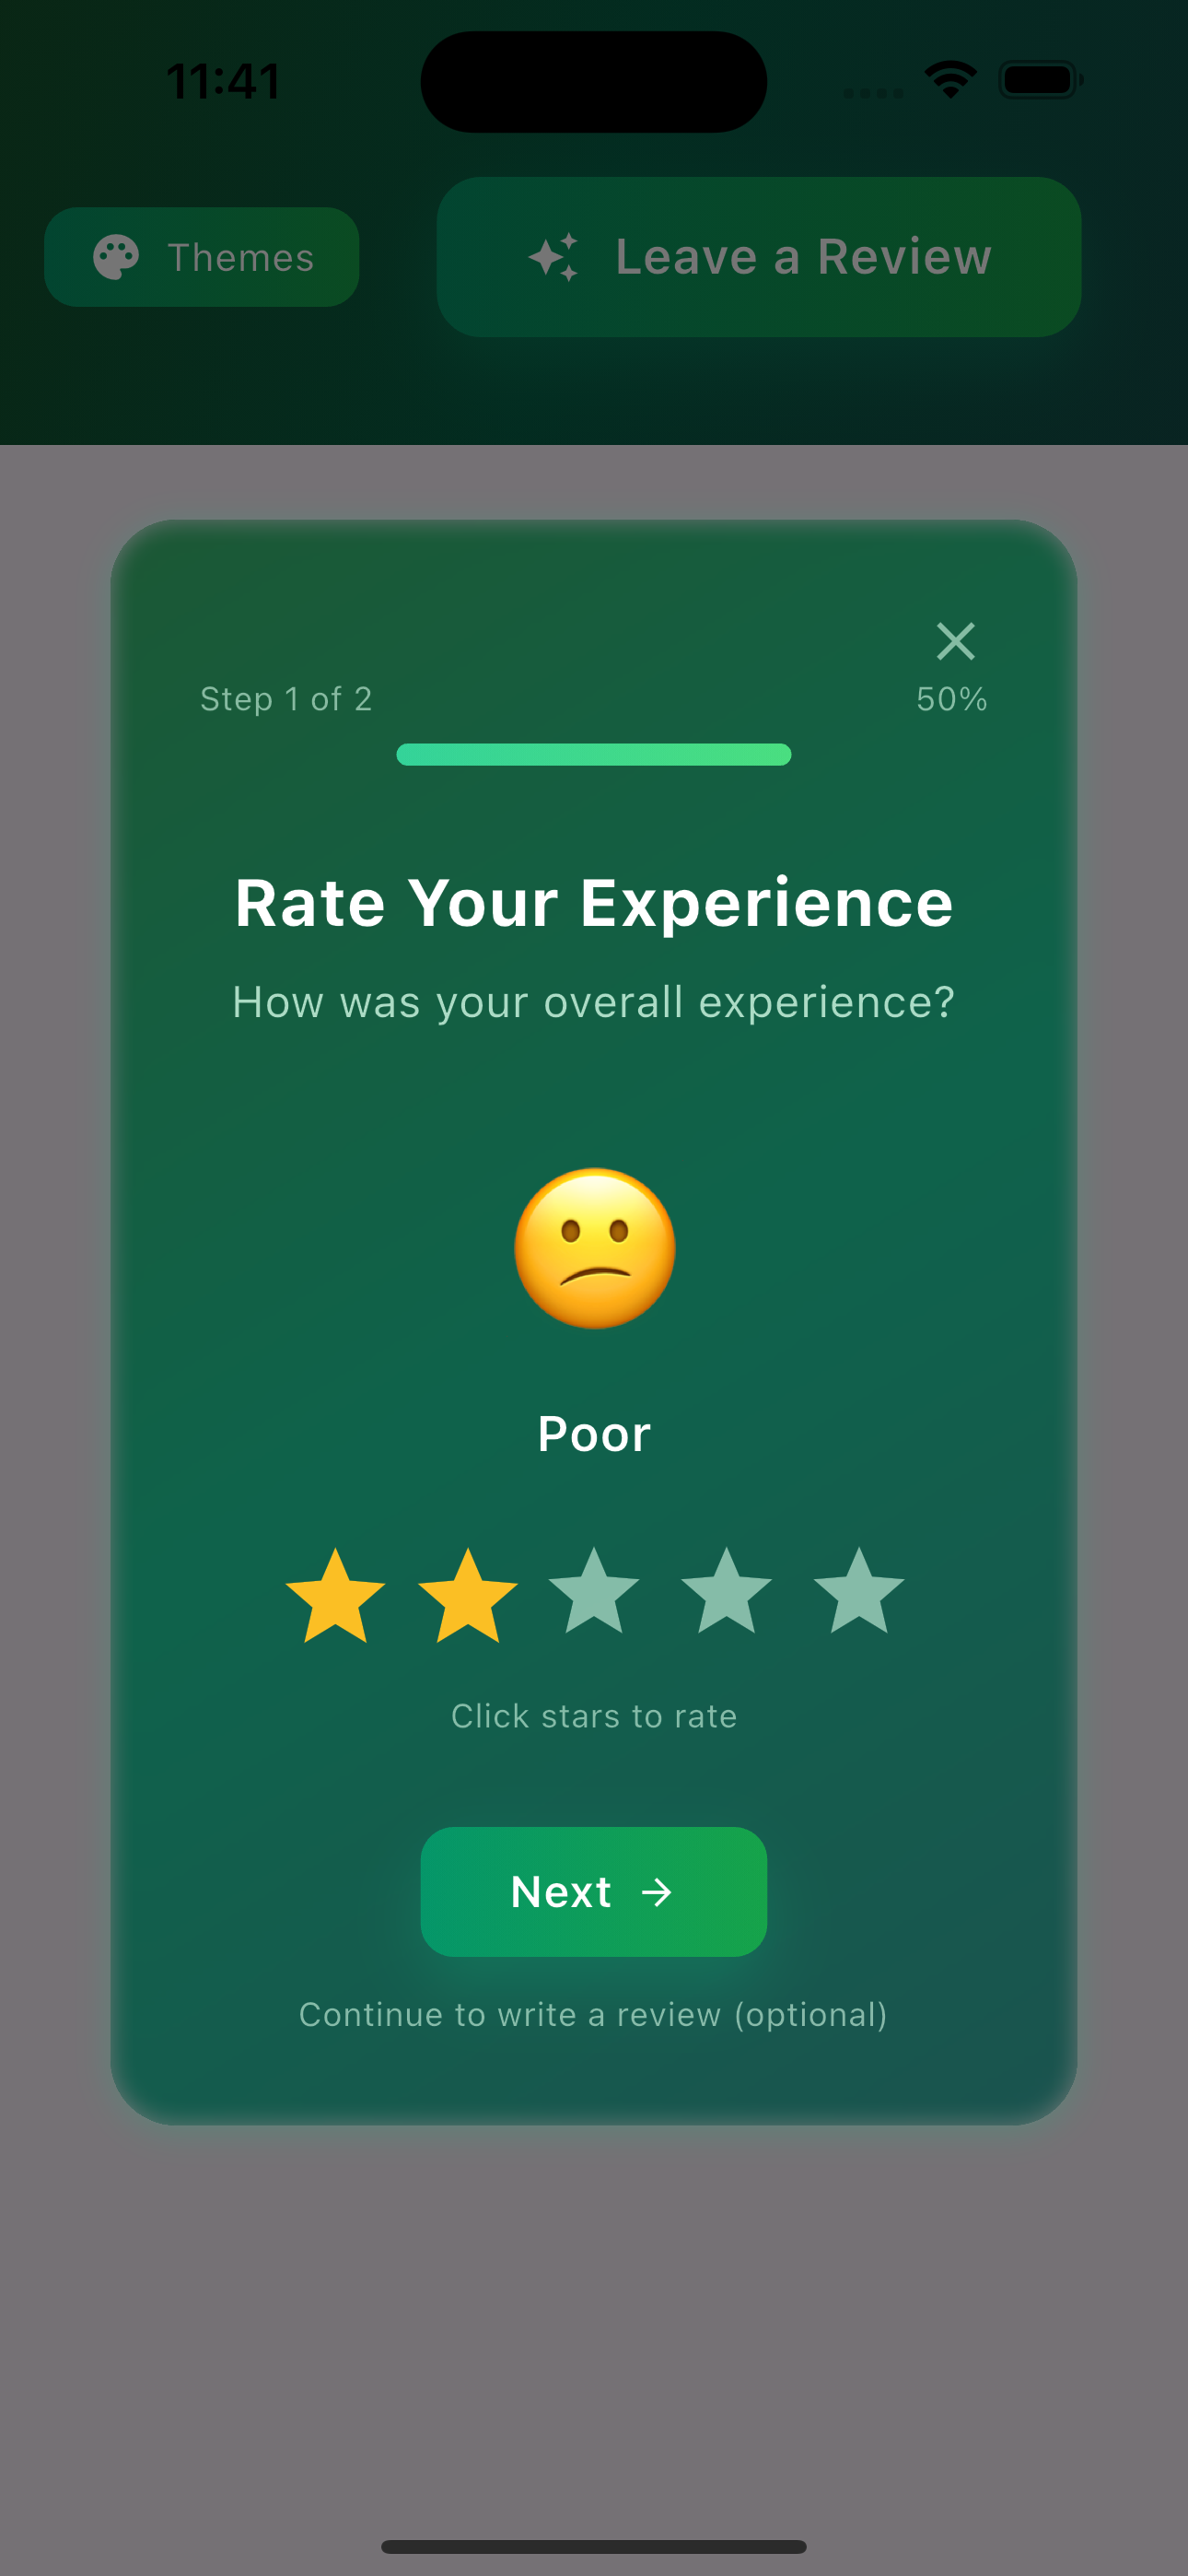 11:41
Themes
Leave a Review
Step 1 of 2
50%
Rate Your Experience
How was your overall experience?
Poor
Click stars to rate
Next →
Continue to write a review (optional)